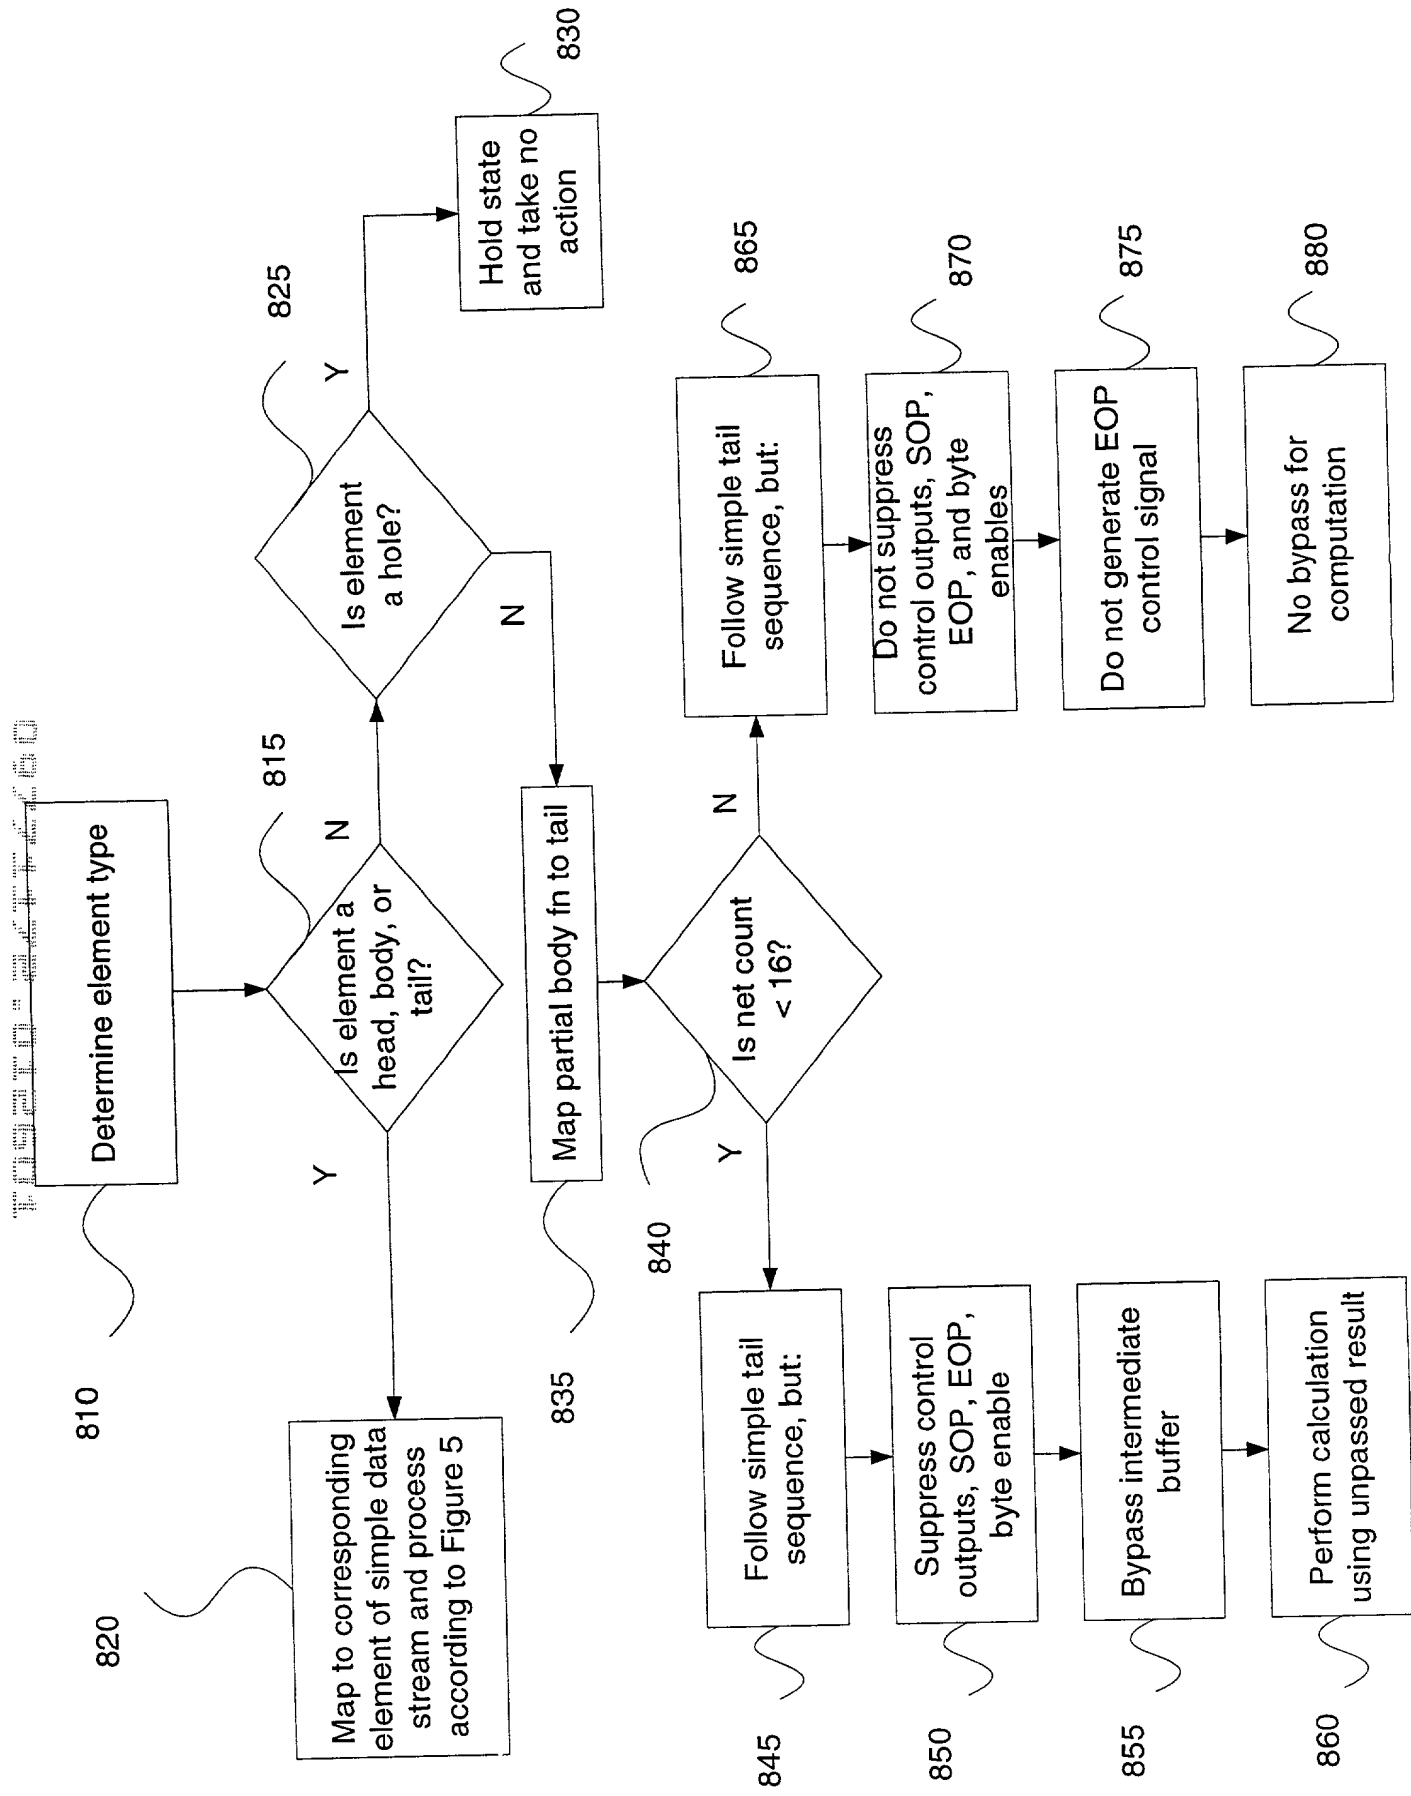 810
Determine element type
815
Is element a
head, body, or
tail?
Y
N
820
Map to corresponding
element of simple data
stream and process
according to Figure 5
825
Is element
a hole?
Y
N
830
Hold state
and take no
action
835
Map partial body fn to tail
840
Is net count
< 16?
Y
N
845
Follow simple tail
sequence, but:
850
Suppress control
outputs, SOP, EOP,
byte enable
855
Bypass intermediate
buffer
860
Perform calculation
using unpassed result
865
Follow simple tail
sequence, but:
870
Do not suppress
control outputs, SOP,
EOP, and byte
enables
875
Do not generate EOP
control signal
880
No bypass for
computation